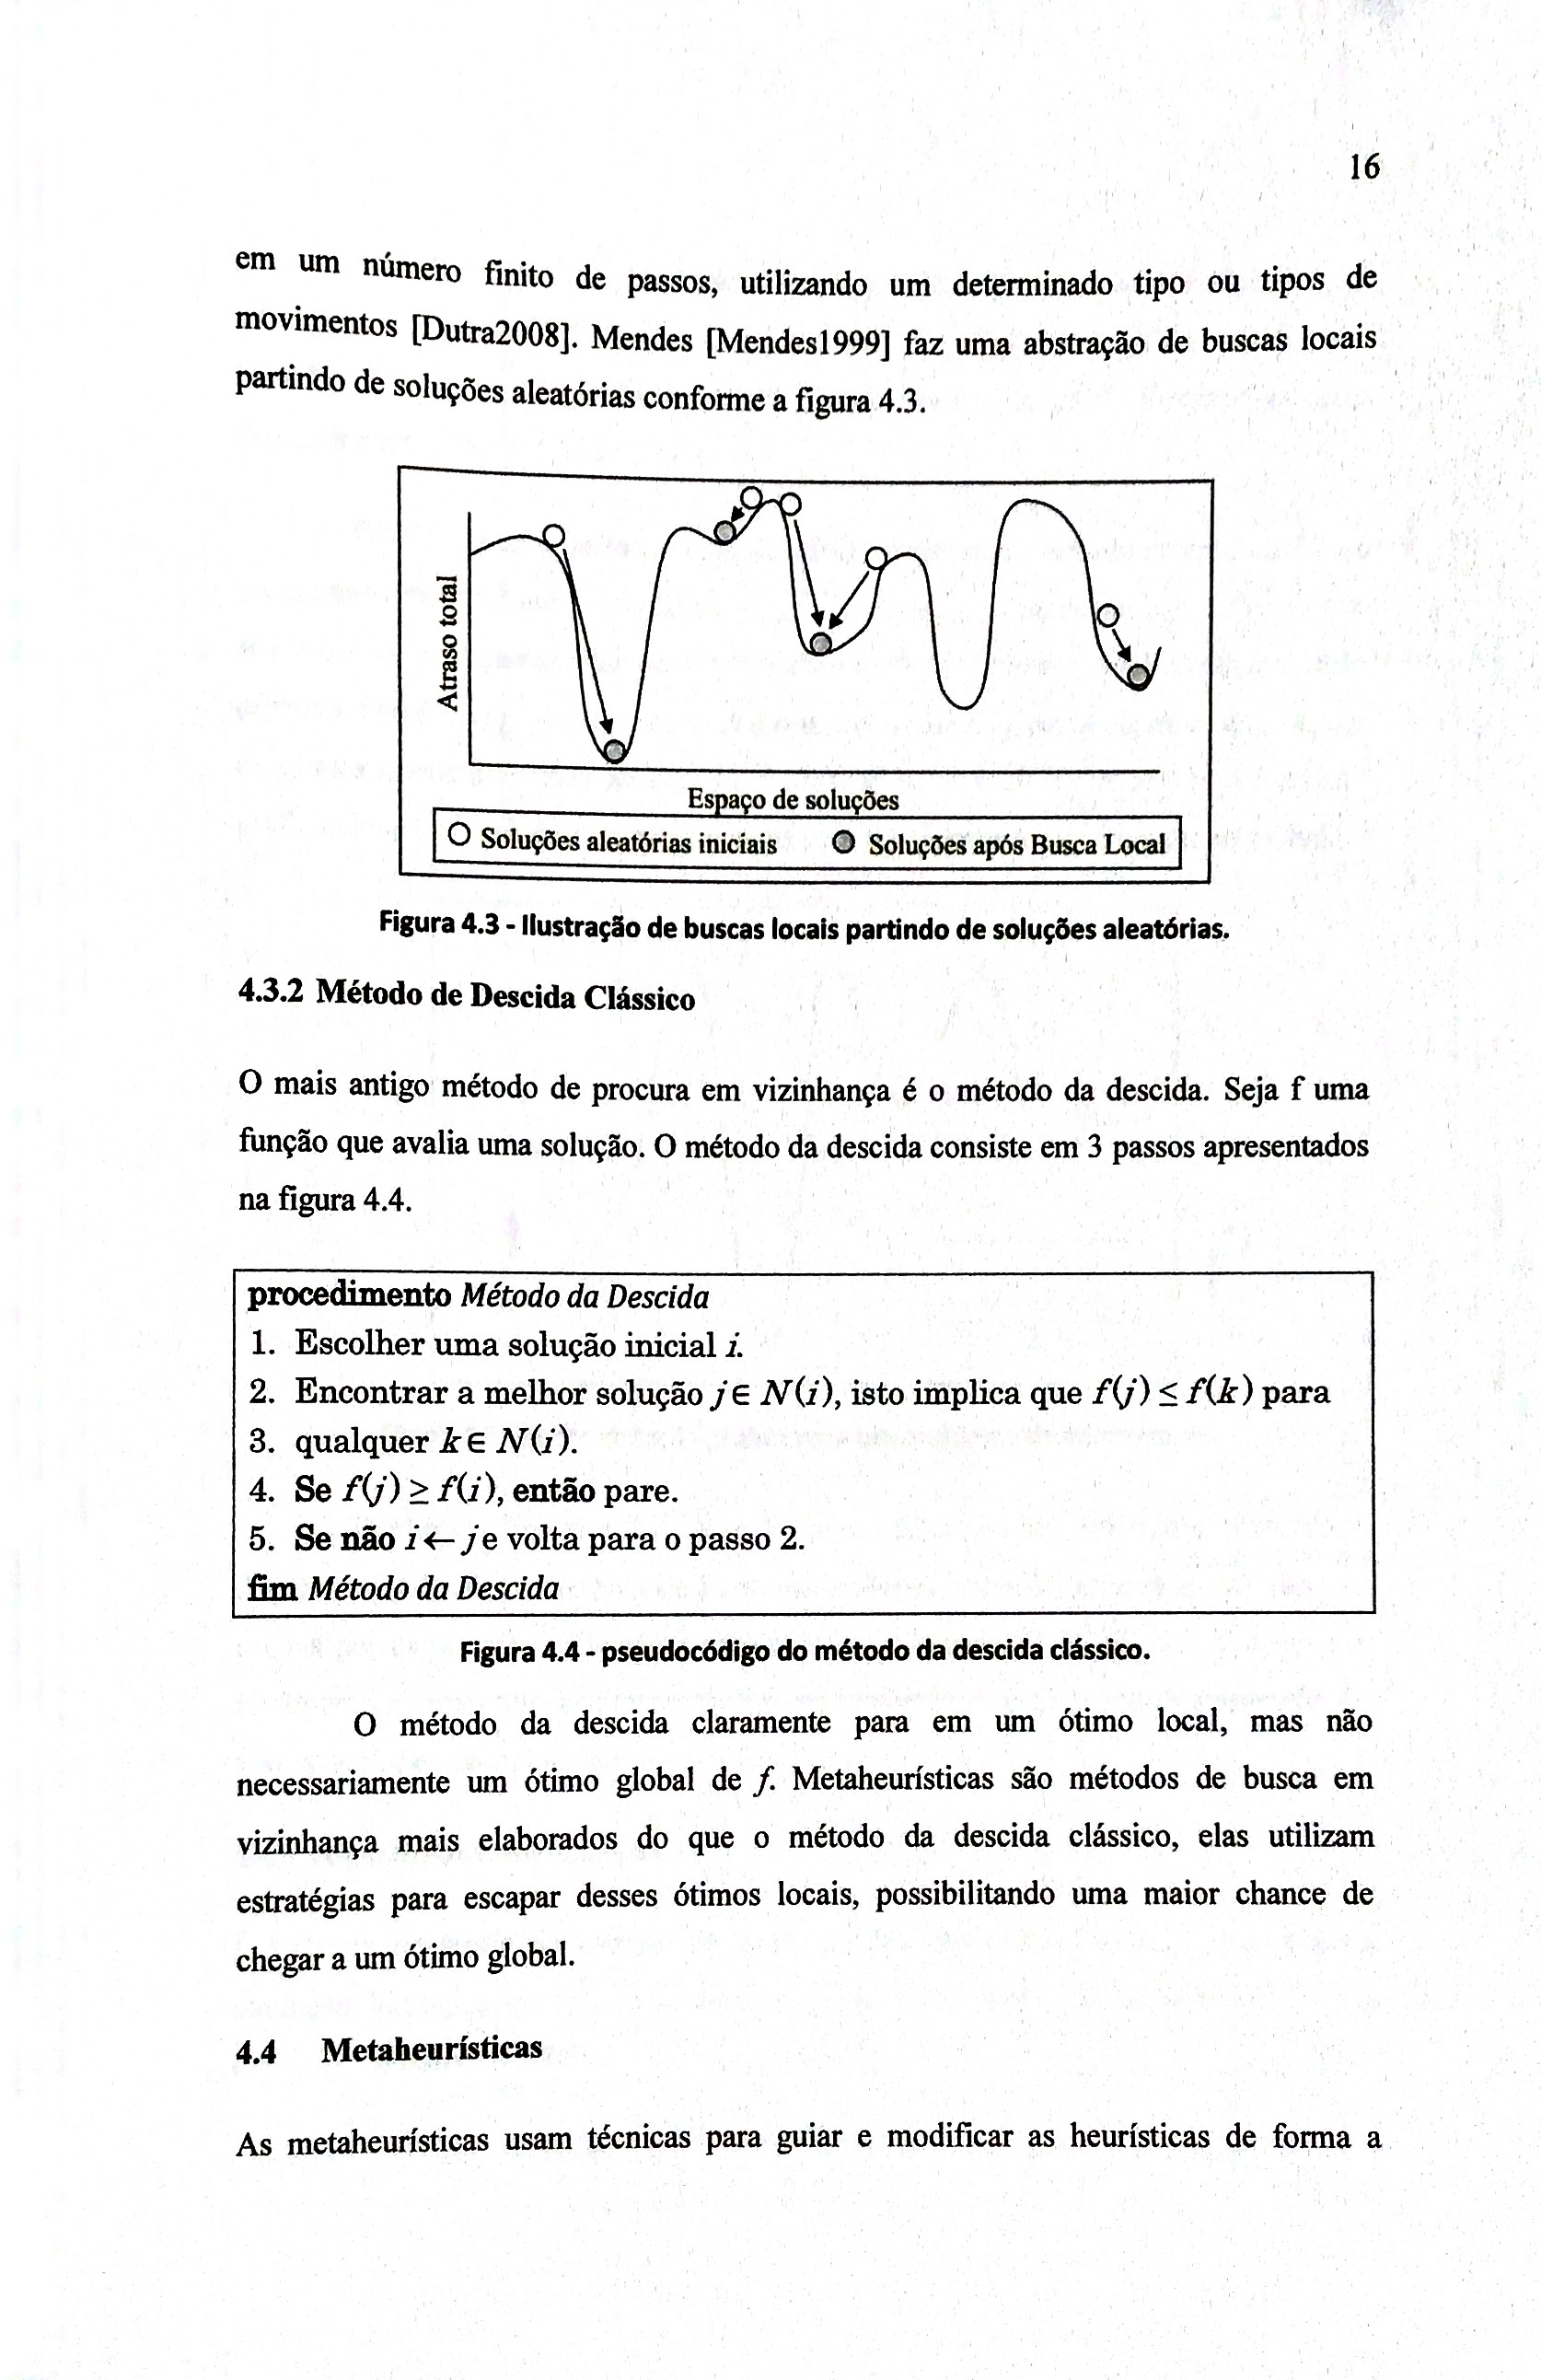 16
em um número finito de passos, utilizando um determinado tipo ou tipos de
movimentos [Dutra2008]. Mendes [Mendes1999] faz uma abstração de buscas locais
partindo de soluções aleatórias conforme a figura 4.3.
Atraso total
Espaço de soluções
Soluções aleatórias iniciais Soluções após Busca Local
Figura 4.3 - Ilustração de buscas locais partindo de soluções aleatórias.
4.3.2 Método de Descida Clássico
O mais antigo método de procura em vizinhança é o método da descida. Seja f uma
função que avalia uma solução. O método da descida consiste em 3 passos apresentados
na figura 4.4.
procedimento Método da Descida
1. Escolher uma solução inicial i.
2. Encontrar a melhor solução j ∈ N(i), isto implica que f(j) ≤ f(k) para
3. qualquer k ∈ N(i).
4. Se f(j) ≥ f(i), então pare.
5. Se não i ← j e volta para o passo 2.
fim Método da Descida
Figura 4.4 - pseudocódigo do método da descida clássico.
O método da descida claramente para em um ótimo local, mas não
necessariamente um ótimo global de f. Metaheurísticas são métodos de busca em
vizinhança mais elaborados do que o método da descida clássico, elas utilizam
estratégias para escapar desses ótimos locais, possibilitando uma maior chance de
chegar a um ótimo global.
4.4 Metaheurísticas
As metaheurísticas usam técnicas para guiar e modificar as heurísticas de forma a